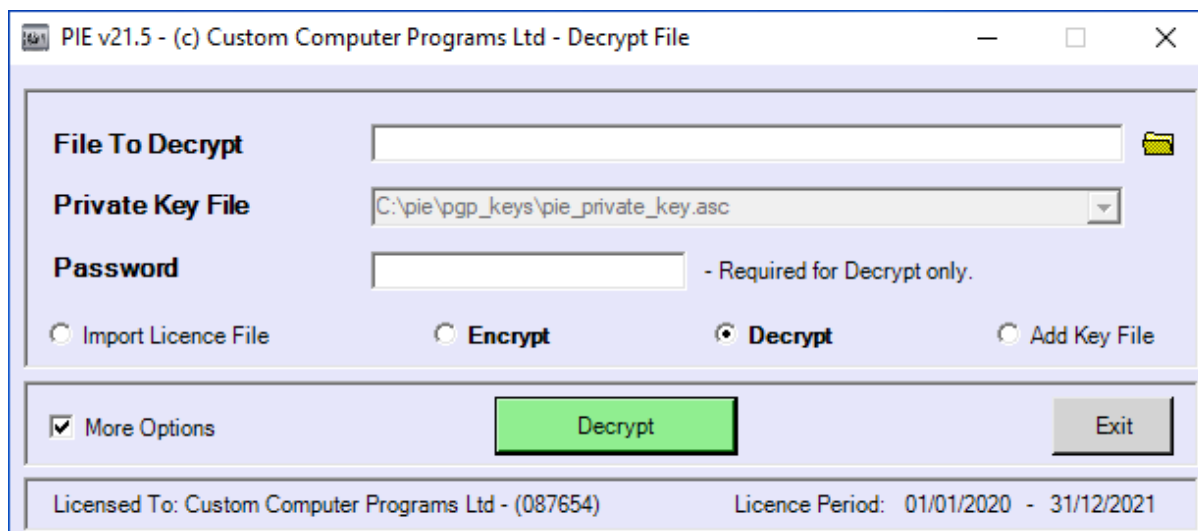 PIE v21.5 - (c) Custom Computer Programs Ltd - Decrypt File
File To Decrypt
Private Key File C:\pie\pgp_keys\pie_private_key.asc
Password - Required for Decrypt only.
Import Licence File Encrypt Decrypt Add Key File
More Options Decrypt Exit
Licensed To: Custom Computer Programs Ltd - (087654) Licence Period: 01/01/2020 - 31/12/2021